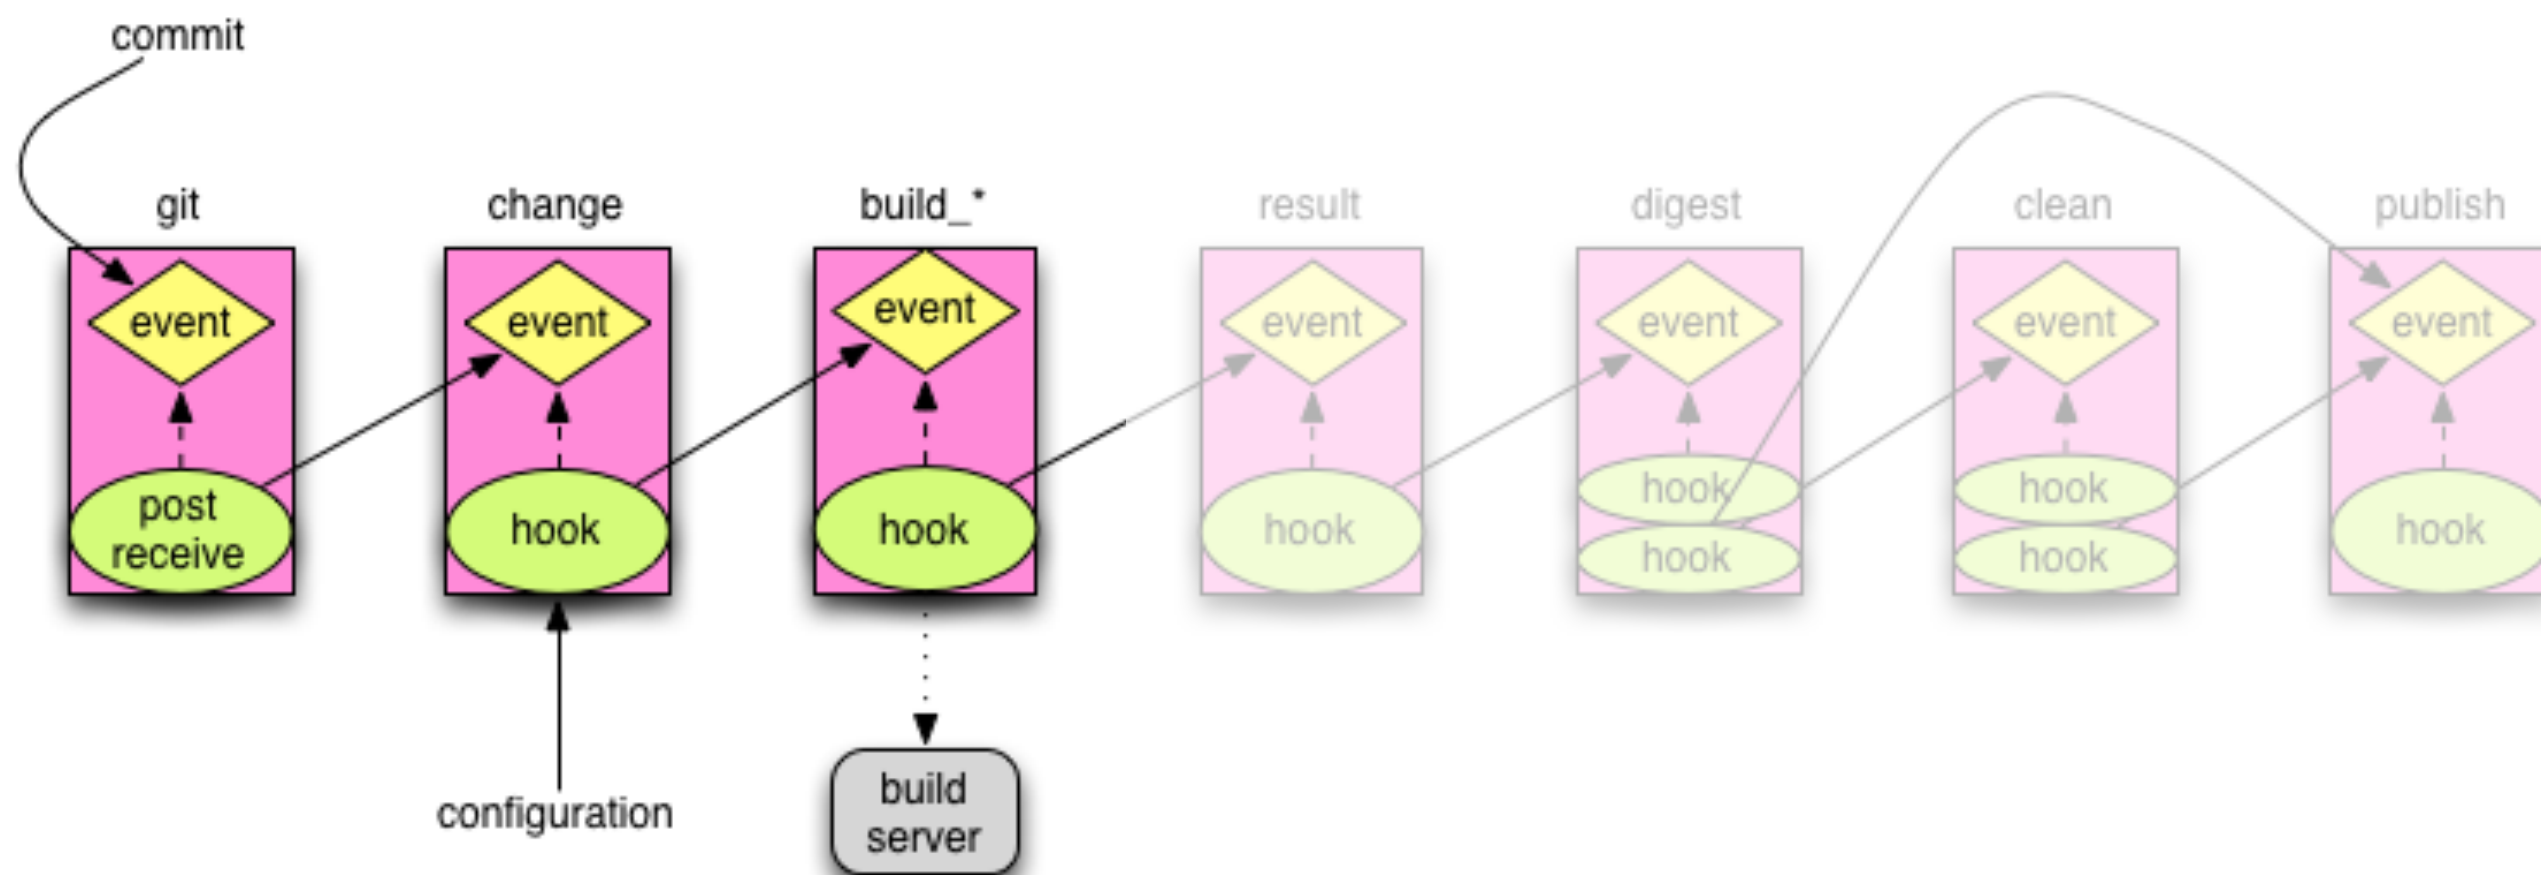 commit
git
change
build_*
result
digest
clean
publish
event
event
event
event
event
event
event
post
receive
hook
hook
hook
hook
hook
hook
hook
hook
configuration
build
server